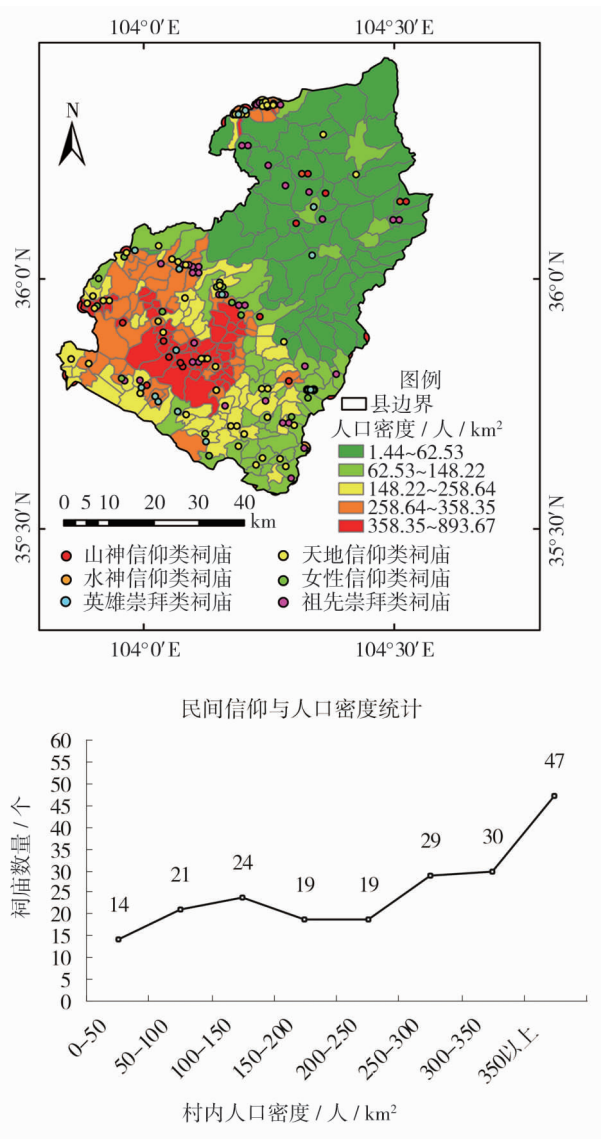 104°0′E 104°30′E
N
36°0′N 36°0′N
35°30′N 35°30′N
图例
县边界
人口密度 / 人 / km²
1.44~62.53
62.53~148.22
148.22~258.64
258.64~358.35
358.35~893.67
0 5 10 20 30 40
km
山神信仰类祠庙 天地信仰类祠庙
水神信仰类祠庙 女性信仰类祠庙
英雄崇拜类祠庙 祖先崇拜类祠庙
104°0′E 104°30′E
民间信仰与人口密度统计
祠庙数量 / 个
60
55
50
45
40
35
30
25
20
15
10
5
0
14 21 24 19 19 29 30 47
0-50 50-100 100-150 150-200 200-250 250-300 300-350 350以上
村内人口密度 / 人 / km²